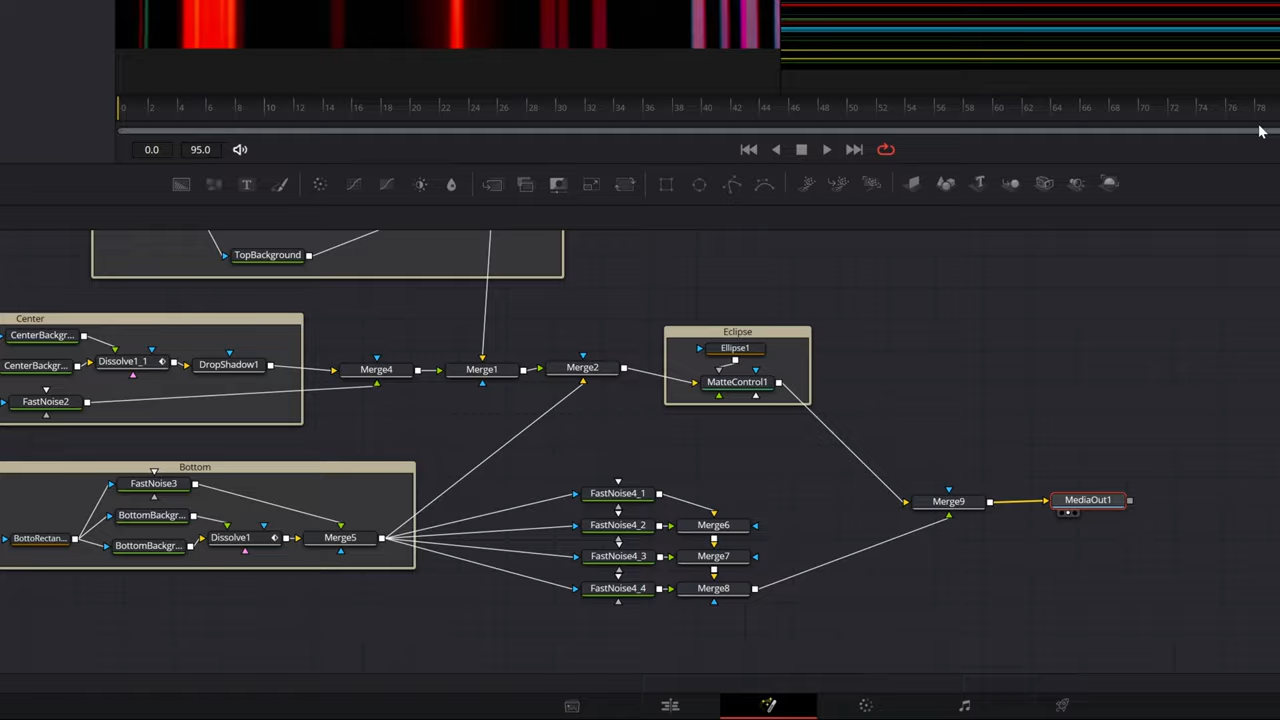 0 2 4 6 8 10 12 14 16 18 20 22 24 26 28 30 32 34 36 38 40 42 44 46 48 50 52 54 56 58 60 62 64 66 68 70 72 74 76 78
0.0 95.0
T T
TopBackground
Center
Eclipse
CenterBackgr...
Ellipse1
CenterBackgr...
Dissolve1_1
DropShadow1
Merge4
Merge1
Merge2
MatteControl1
FastNoise2
Bottom
FastNoise3
FastNoise4_1
Merge9
MediaOut1
BottomBackgr...
FastNoise4_2
Merge6
BottoRectan...
BottomBackgr...
Dissolve1
Merge5
FastNoise4_3
Merge7
FastNoise4_4
Merge8